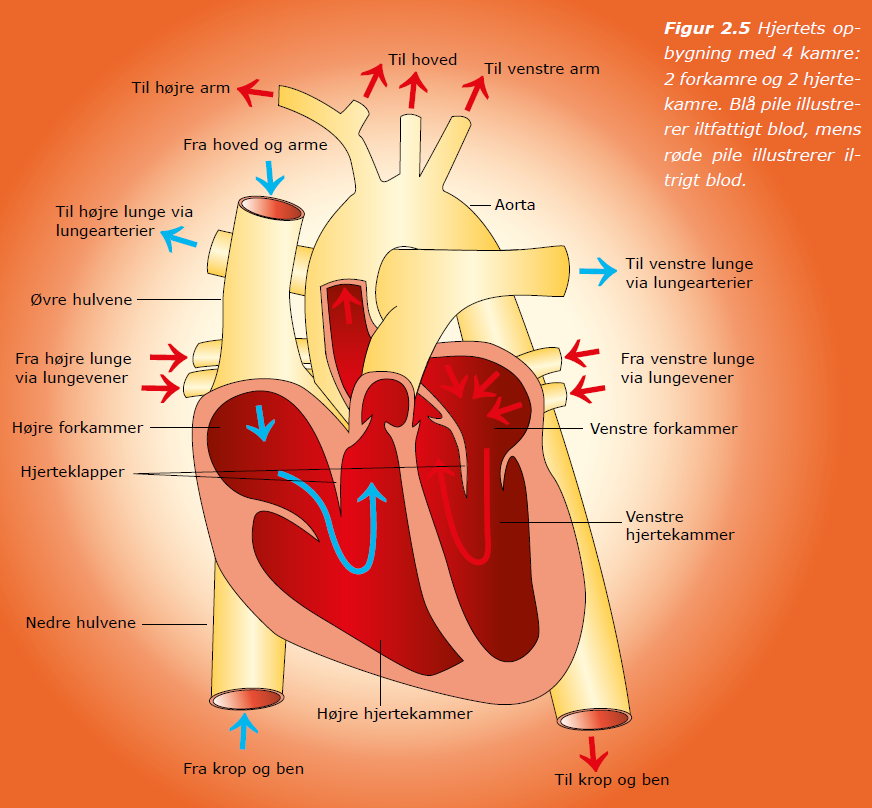 Figur 2.5 Hjertets op-
bygning med 4 kamre:
2 forkamre og 2 hjerte-
kamre. Blå pile illustre-
rer iltfattigt blod, mens
røde pile illustrerer il-
trigt blod.
Til hoved
Til venstre arm
Til højre arm
Fra hoved og arme
Aorta
Til højre lunge via
lungearterier
Til venstre lunge
via lungearterier
Øvre hulvene
Fra højre lunge
via lungevener
Fra venstre lunge
via lungevener
Højre forkammer
Venstre forkammer
Hjerteklapper
Venstre
hjertekammer
Nedre hulvene
Højre hjertekammer
Fra krop og ben
Til krop og ben